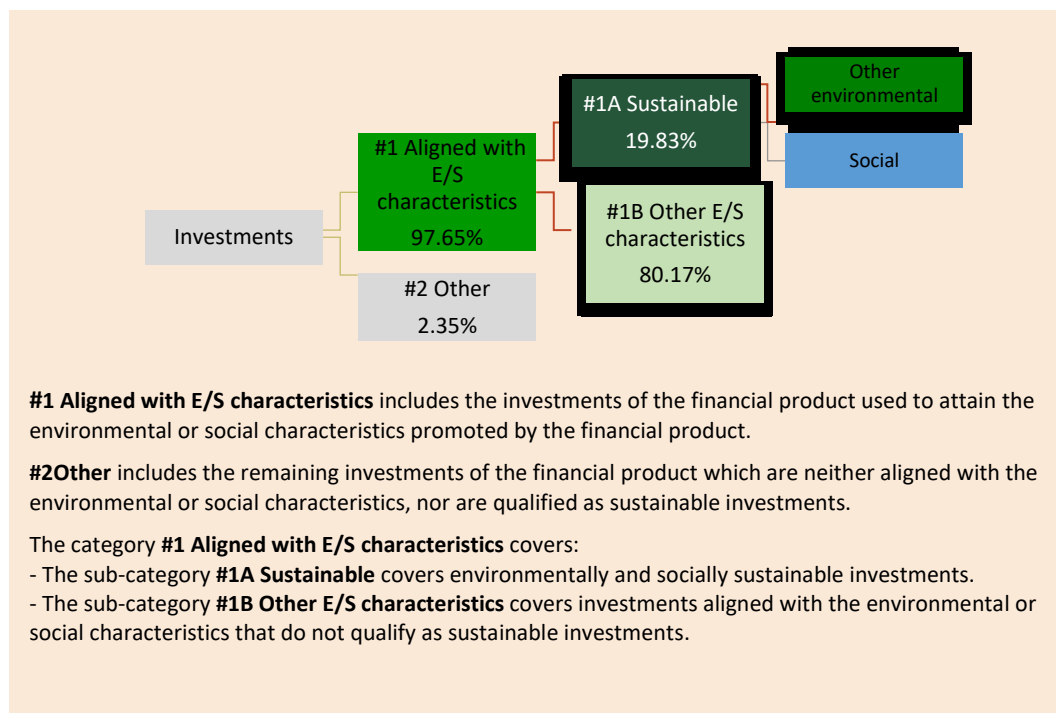 Investments
#1 Aligned with
E/S
characteristics
97.65%
#2 Other
2.35%
#1A Sustainable
19.83%
#1B Other E/S
characteristics
80.17%
Other
environmental
Social
#1 Aligned with E/S characteristics includes the investments of the financial product used to attain the
environmental or social characteristics promoted by the financial product.
#2Other includes the remaining investments of the financial product which are neither aligned with the
environmental or social characteristics, nor are qualified as sustainable investments.
The category #1 Aligned with E/S characteristics covers:
- The sub-category #1A Sustainable covers environmentally and socially sustainable investments.
- The sub-category #1B Other E/S characteristics covers investments aligned with the environmental or
social characteristics that do not qualify as sustainable investments.